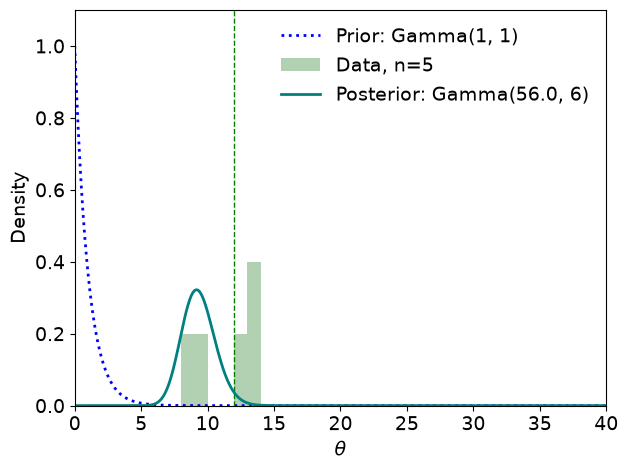 Prior: Gamma(1, 1)
Data, n=5
Posterior: Gamma(56.0, 6)
Density
1.0
0.8
0.6
0.4
0.2
0.0
0 5 10 15 20 25 30 35 40
θ